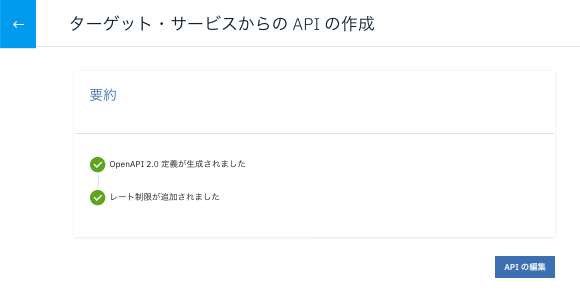 ターゲット・サービスからの API の作成
要約
OpenAPI 2.0 定義が生成されました
レート制限が追加されました
API の編集